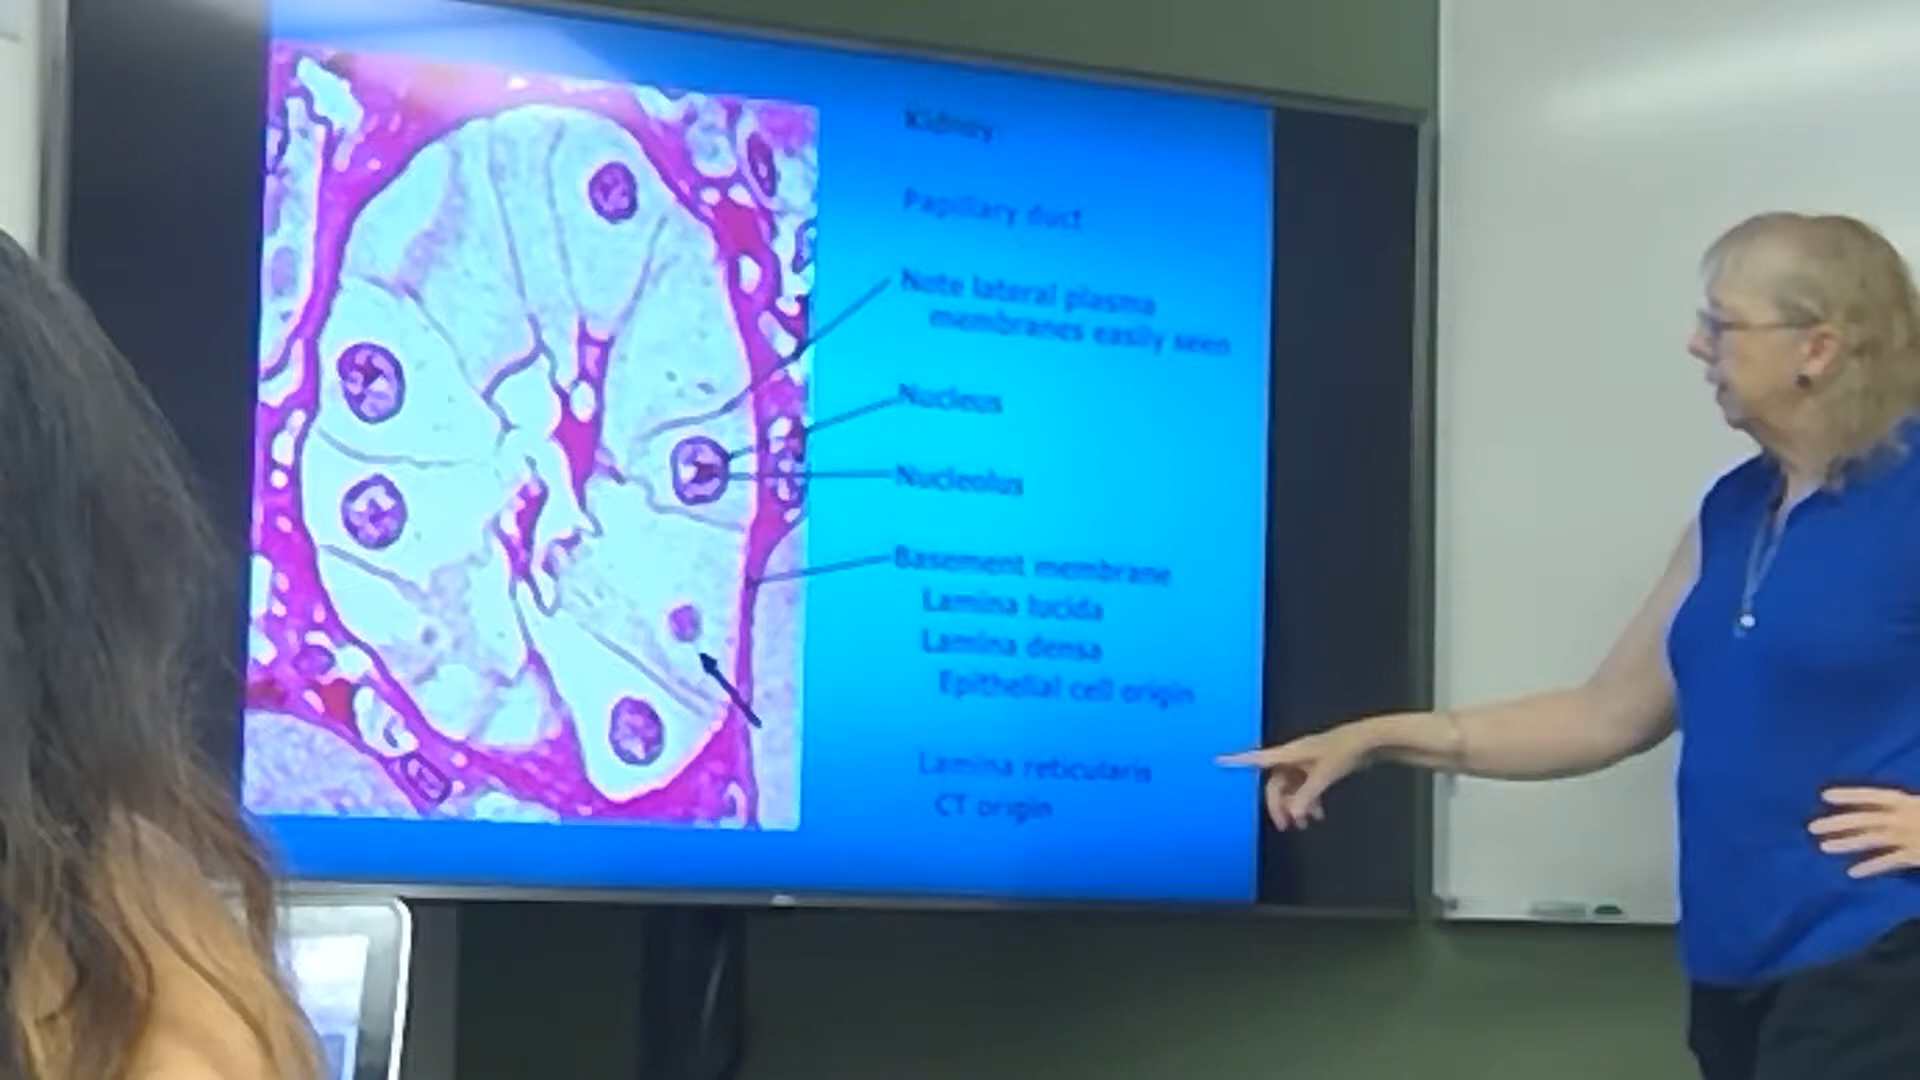 Kidney
Papillary duct
Note lateral plasma
membranes easily seen
Nucleus
Nucleolus
Basement membrane
Lamina lucida
Lamina densa
Epithelial cell origin
Lamina reticularis
CT origin